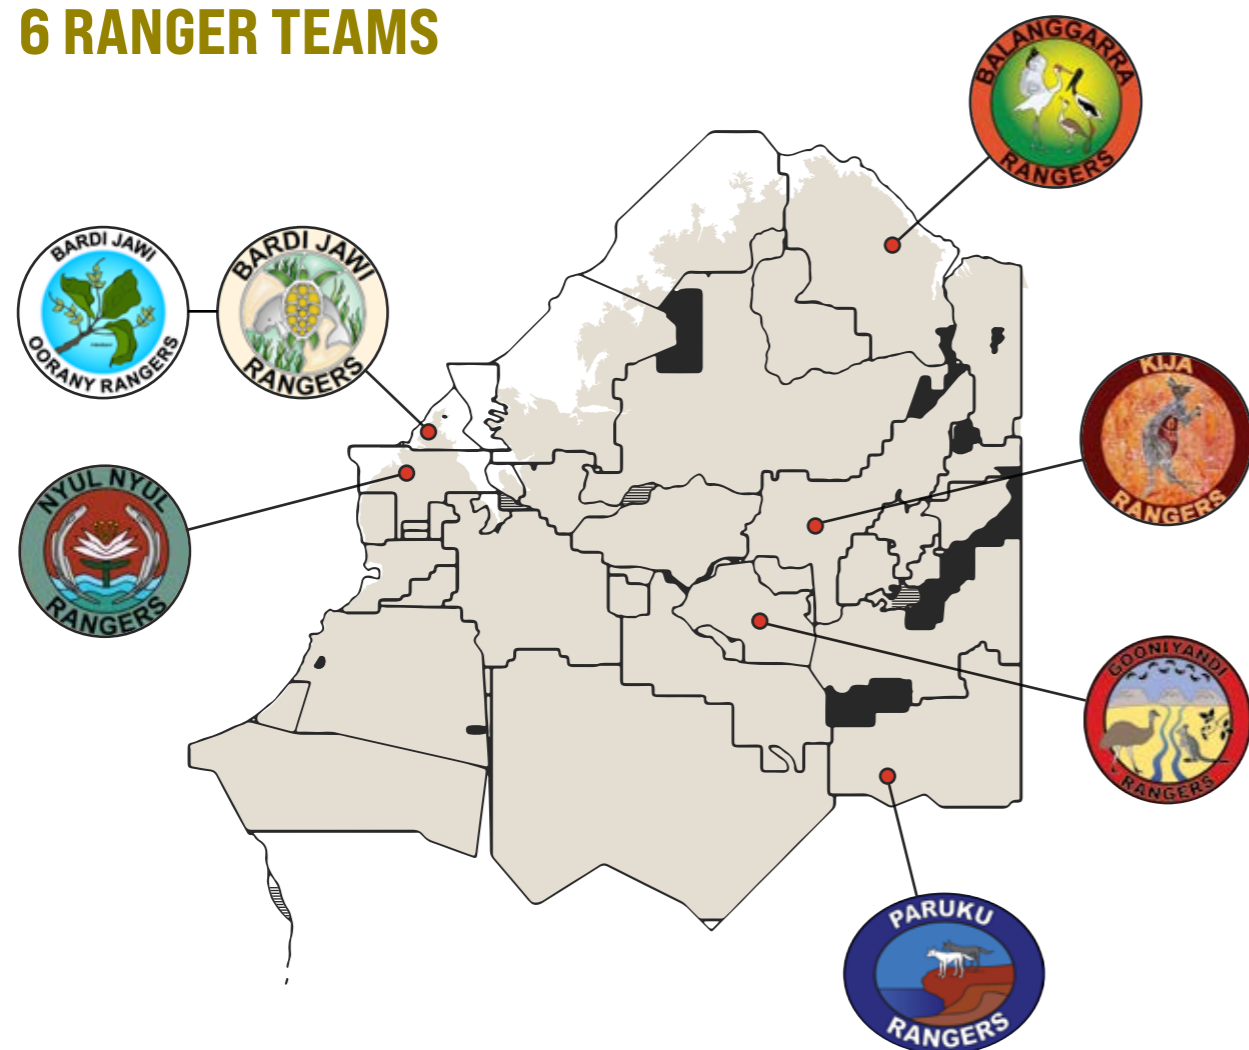 6 RANGER TEAMS
BALANGGARRA
RANGERS
BARDI JAWI
OORANY RANGERS
BARDI JAWI
RANGERS
KIJA
RANGERS
NYUL NYUL
RANGERS
GOONIYANDI
RANGERS
PARUKU
RANGERS